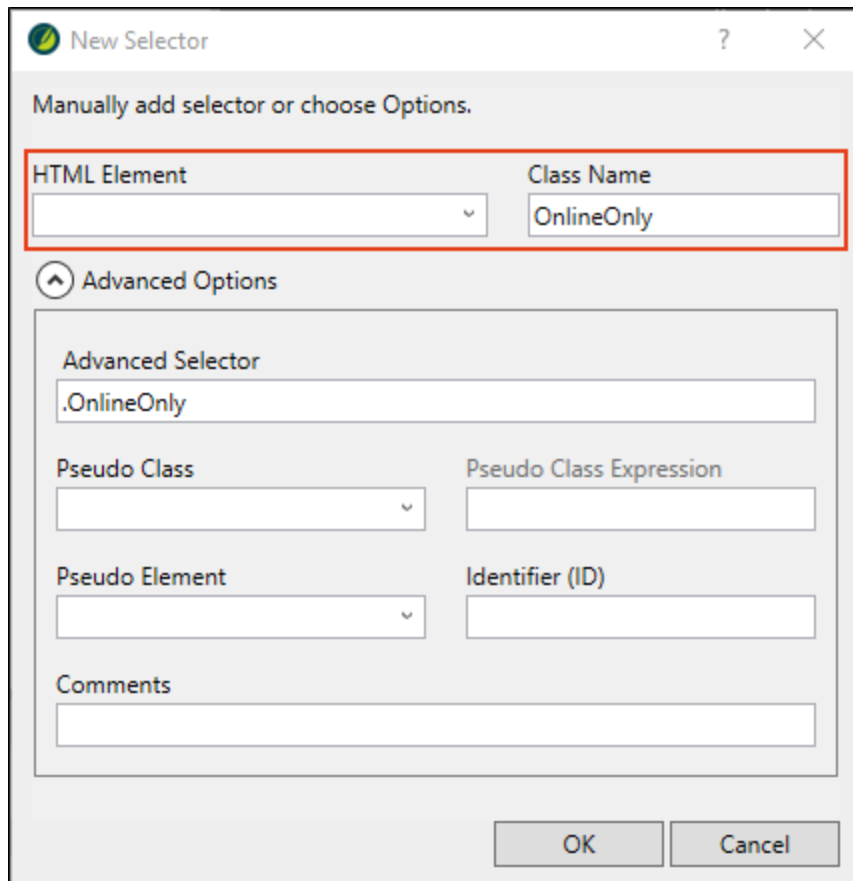 New Selector
Manually add selector or choose Options.
HTML Element Class Name
OnlineOnly
Advanced Options
Advanced Selector
.OnlineOnly
Pseudo Class Pseudo Class Expression
Pseudo Element Identifier (ID)
Comments
OK Cancel